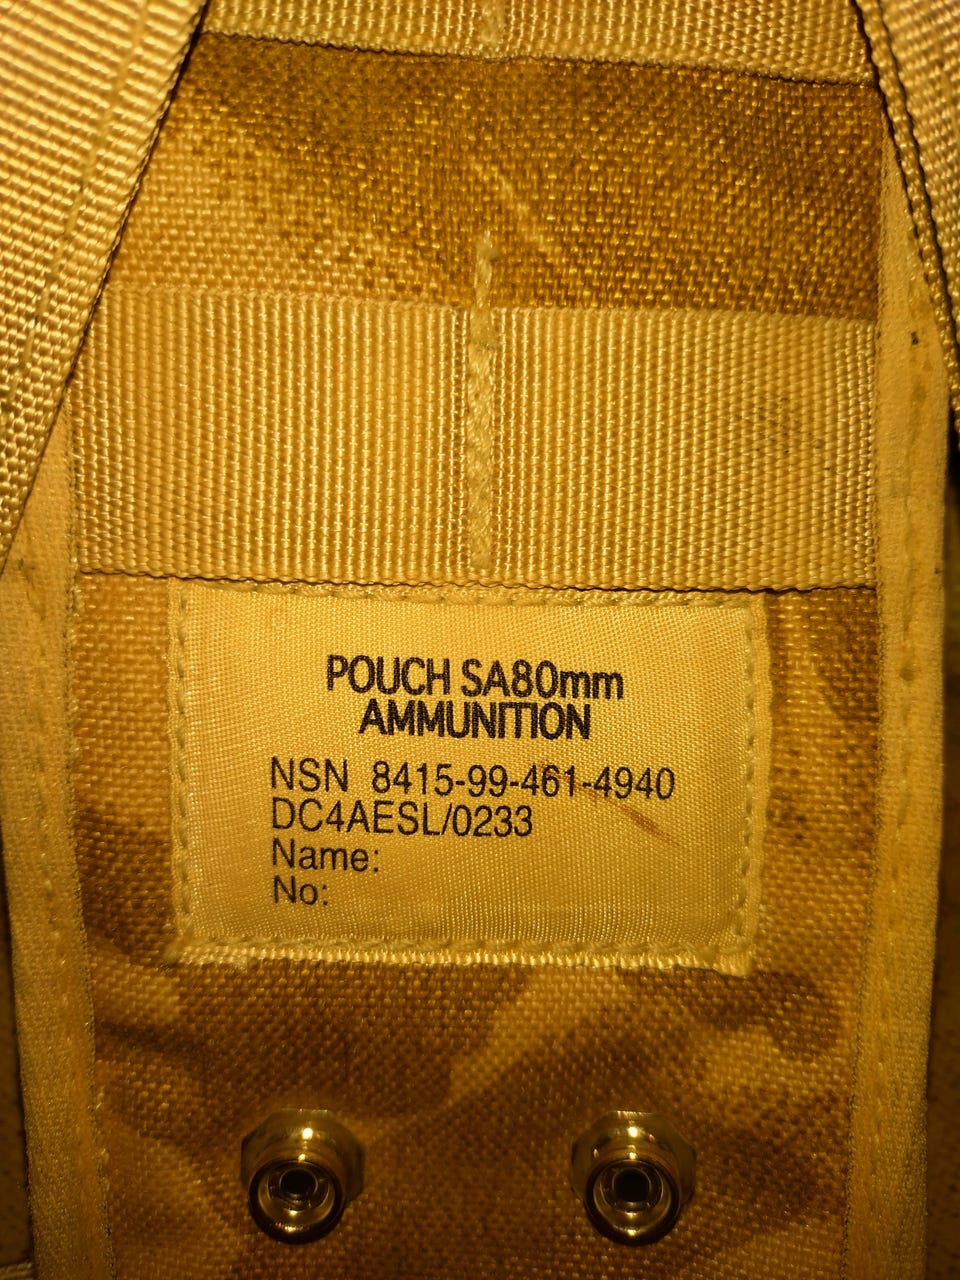 POUCH SA80mm
AMMUNITION
NSN 8415-99-461-4940
DC4AESL/0233
Name:
No: